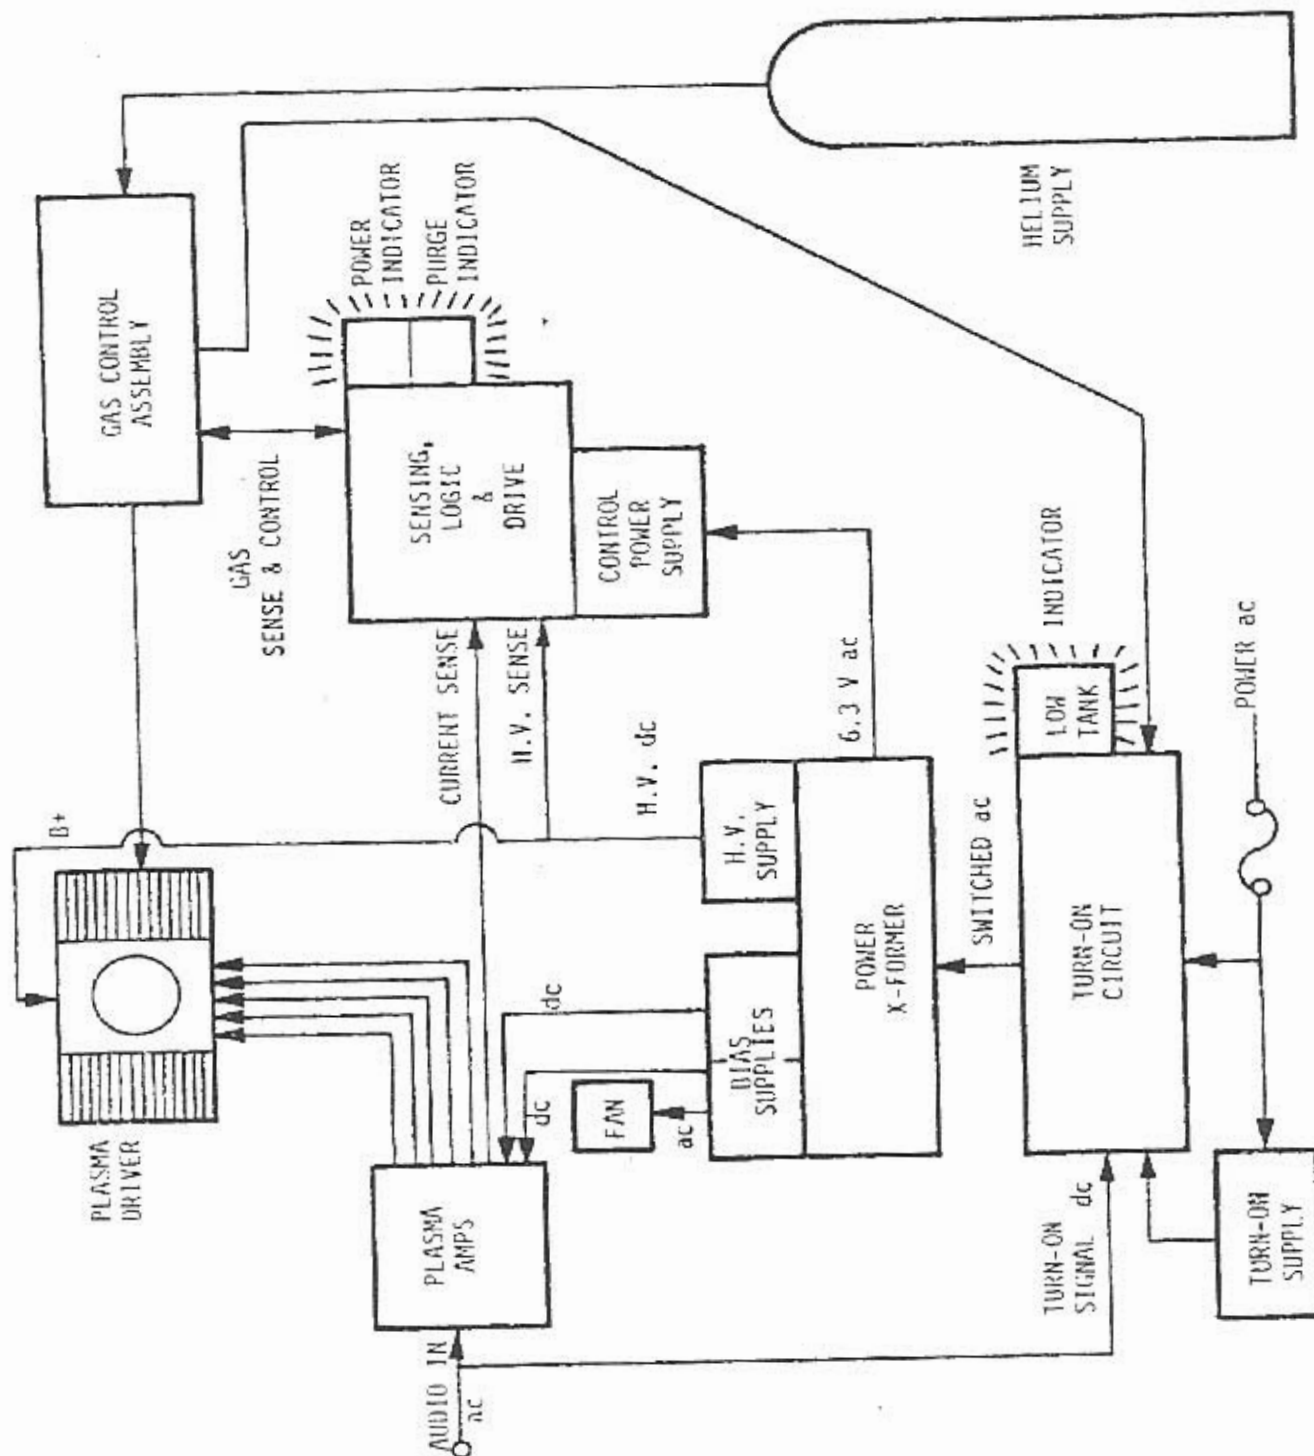 PLASMA
DRIVER
B+
GAS CONTROL
ASSEMBLY
GAS
SENSE & CONTROL
POWER
INDICATOR
PURGE
INDICATOR
SENSING,
LOGIC
&
DRIVE
CONTROL
POWER
SUPPLY
CURRENT SENSE
H.V. SENSE
H.V. dc
6.3 V ac
AUDIO IN
ac
PLASMA
AMPS
dc
dc
FAN
ac
BIAS
SUPPLIES
H.V.
SUPPLY
POWER
X-FORMER
SWITCHED ac
TURN-ON
SIGNAL dc
TURN-ON
CIRCUIT
LOW
TANK
INDICATOR
TURN-ON
SUPPLY
POWER ac
HELIUM
SUPPLY